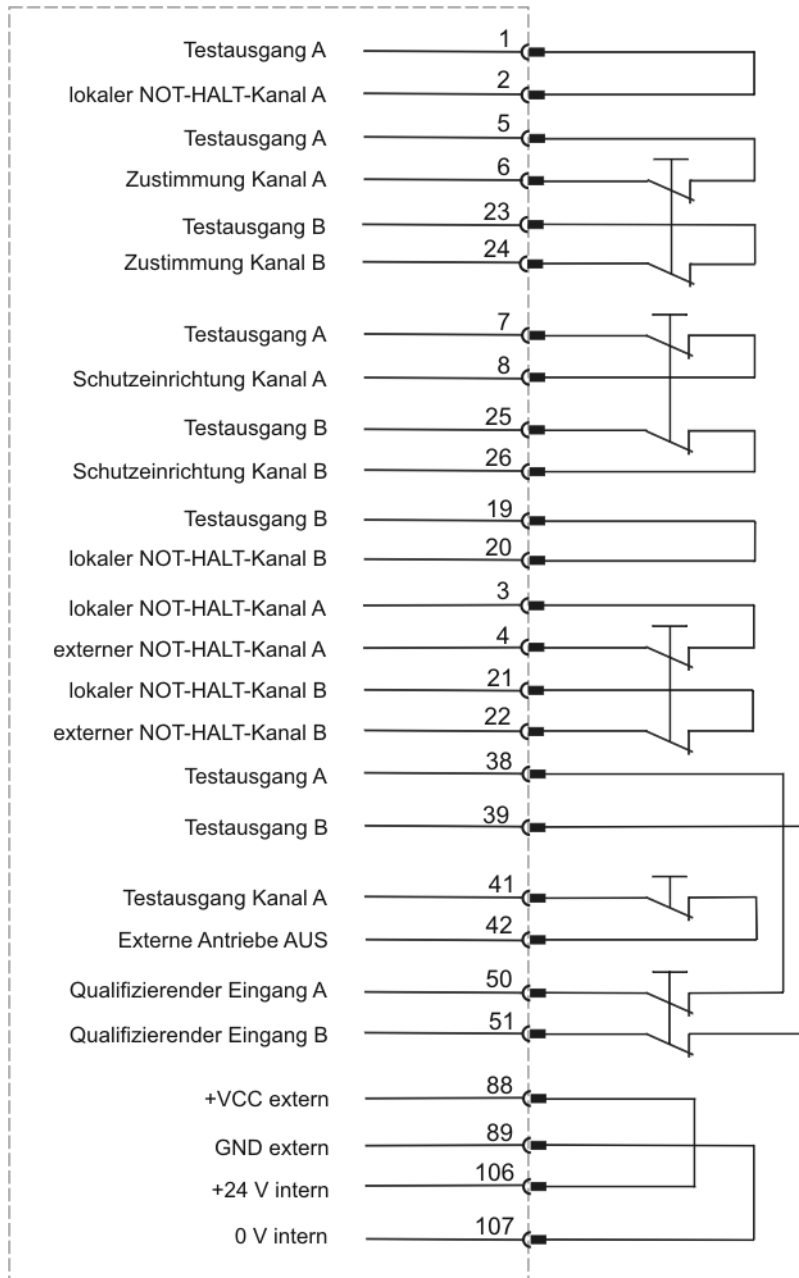 Testausgang A 1
lokaler NOT-HALT-Kanal A 2
Testausgang A 5
Zustimmung Kanal A 6
Testausgang B 23
Zustimmung Kanal B 24
Testausgang A 7
Schutzeinrichtung Kanal A 8
Testausgang B 25
Schutzeinrichtung Kanal B 26
Testausgang B 19
lokaler NOT-HALT-Kanal B 20
lokaler NOT-HALT-Kanal A 3
externer NOT-HALT-Kanal A 4
lokaler NOT-HALT-Kanal B 21
externer NOT-HALT-Kanal B 22
Testausgang A 38
Testausgang B 39
Testausgang Kanal A 41
Externe Antriebe AUS 42
Qualifizierender Eingang A 50
Qualifizierender Eingang B 51
+VCC extern 88
GND extern 89
+24 V intern 106
0 V intern 107